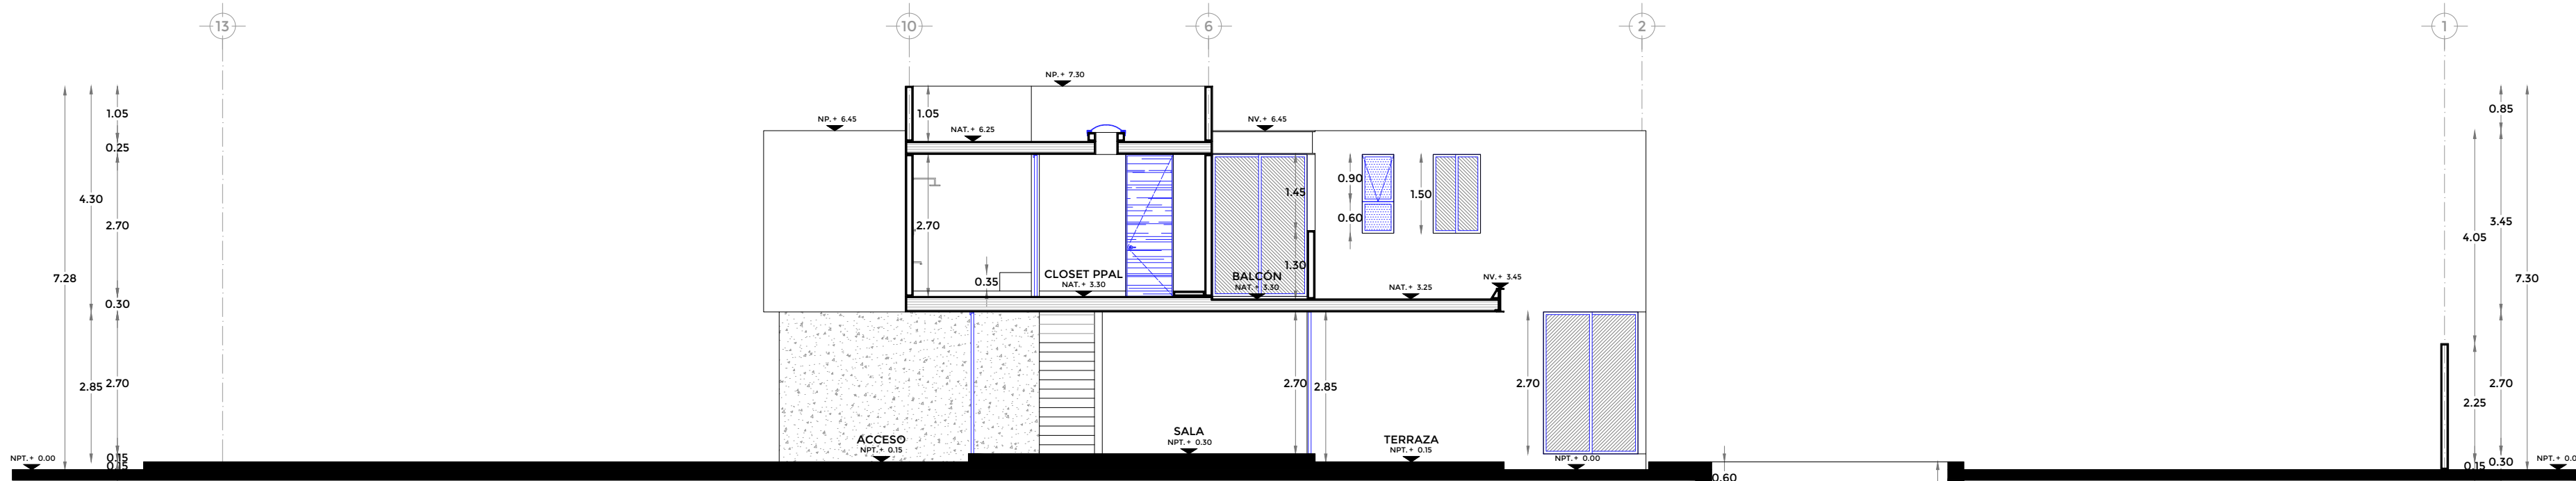 13
10
6
2
1
NP.+ 7.30
1.05
1.05
0.85
NP.+ 6.45
NAT.+ 6.25
NV.+ 6.45
0.25
4.30
2.70
2.70
1.45
0.90
0.60
1.50
3.45
4.05
7.28
0.35
CLOSET PPAL
NAT.+ 3.30
1.30
BALCÓN
NAT.+ 3.30
NAT.+ 3.25
NV.+ 3.45
7.30
0.30
2.85
2.70
2.70
2.85
2.70
2.70
2.25
ACCESO
NPT.+ 0.15
SALA
NPT.+ 0.30
TERRAZA
NPT.+ 0.15
NPT.+ 0.00
NPT.+ 0.00
0.15
0.15
0.60
0.15
0.30